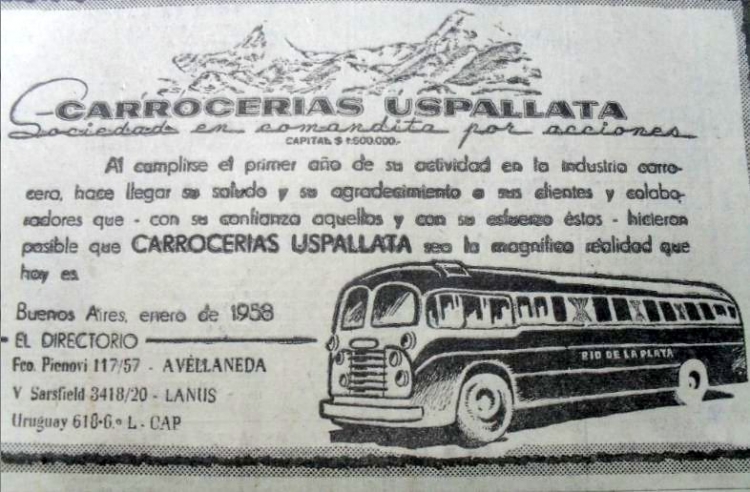 CARROCERIAS USPALLATA
Sociedad en comandita por acciones
CAPITAL $ 1.500.000.-
Al cumplirse el primer año de su actividad en la industria carro-
cera, hace llegar su saludo y su agradecimiento a sus clientes y colabo-
radores que - con su confianza aquellos y con su esfuerzo éstos - hicieron
posible que CARROCERIAS USPALLATA sea la magnífica realidad que
hoy es
Buenos Aires, enero de 1958
EL DIRECTORIO
Fco. Pienovi 117/57 - AVELLANEDA
V Sarsfield 3418/20 - LANUS
Uruguay 618-6.º L - CAP
RIO DE LA PLATA